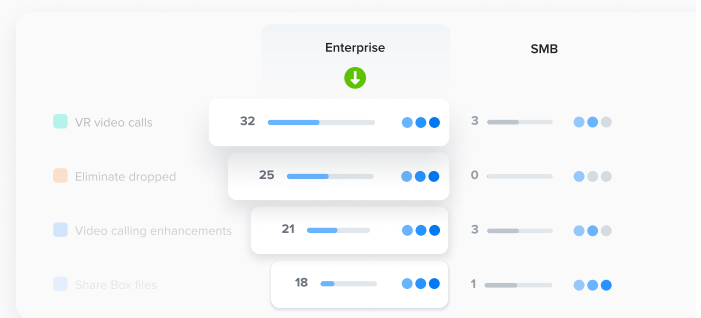 Enterprise SMB
VR video calls 32 3
Eliminate dropped 25 0
Video calling enhancements 21 3
Share Box files 18 1